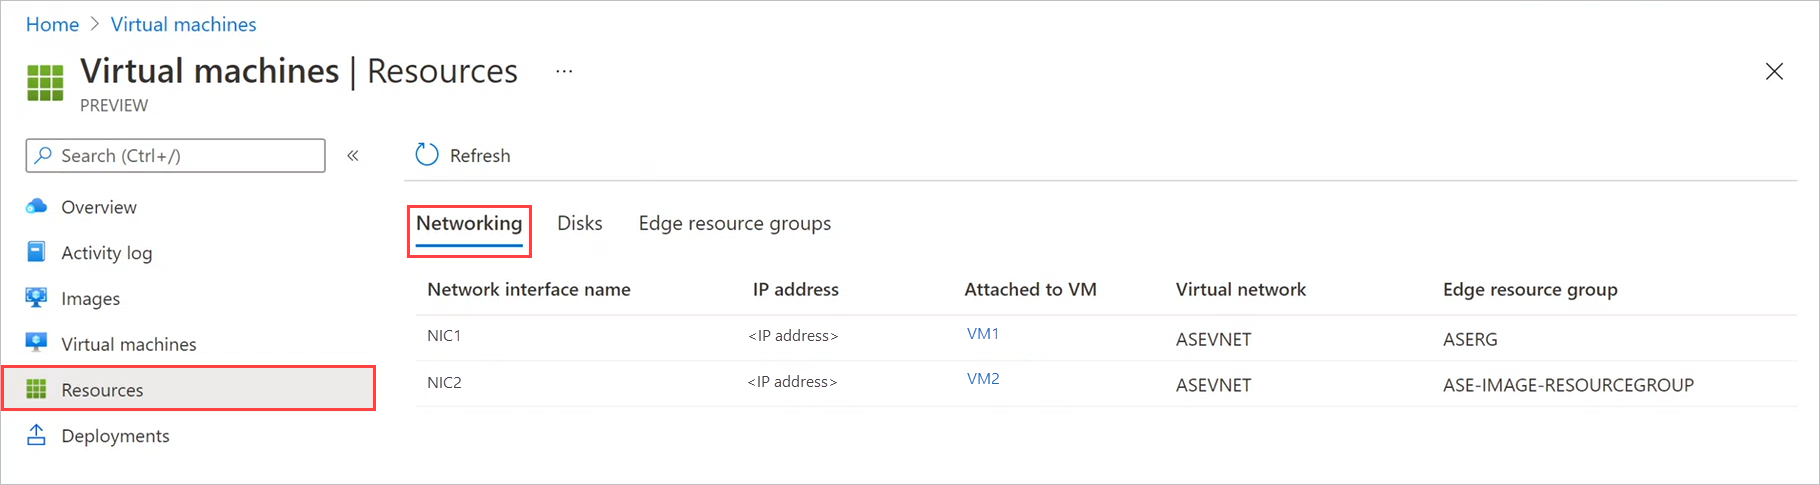 Home > Virtual machines
Virtual machines | Resources ...
PREVIEW
Search (Ctrl+/) «
Refresh
Overview
Activity log
Images
Virtual machines
Resources
Deployments
Networking Disks Edge resource groups
Network interface name IP address Attached to VM Virtual network Edge resource group
NIC1 <IP address> VM1 ASEVNET ASERG
NIC2 <IP address> VM2 ASEVNET ASE-IMAGE-RESOURCEGROUP